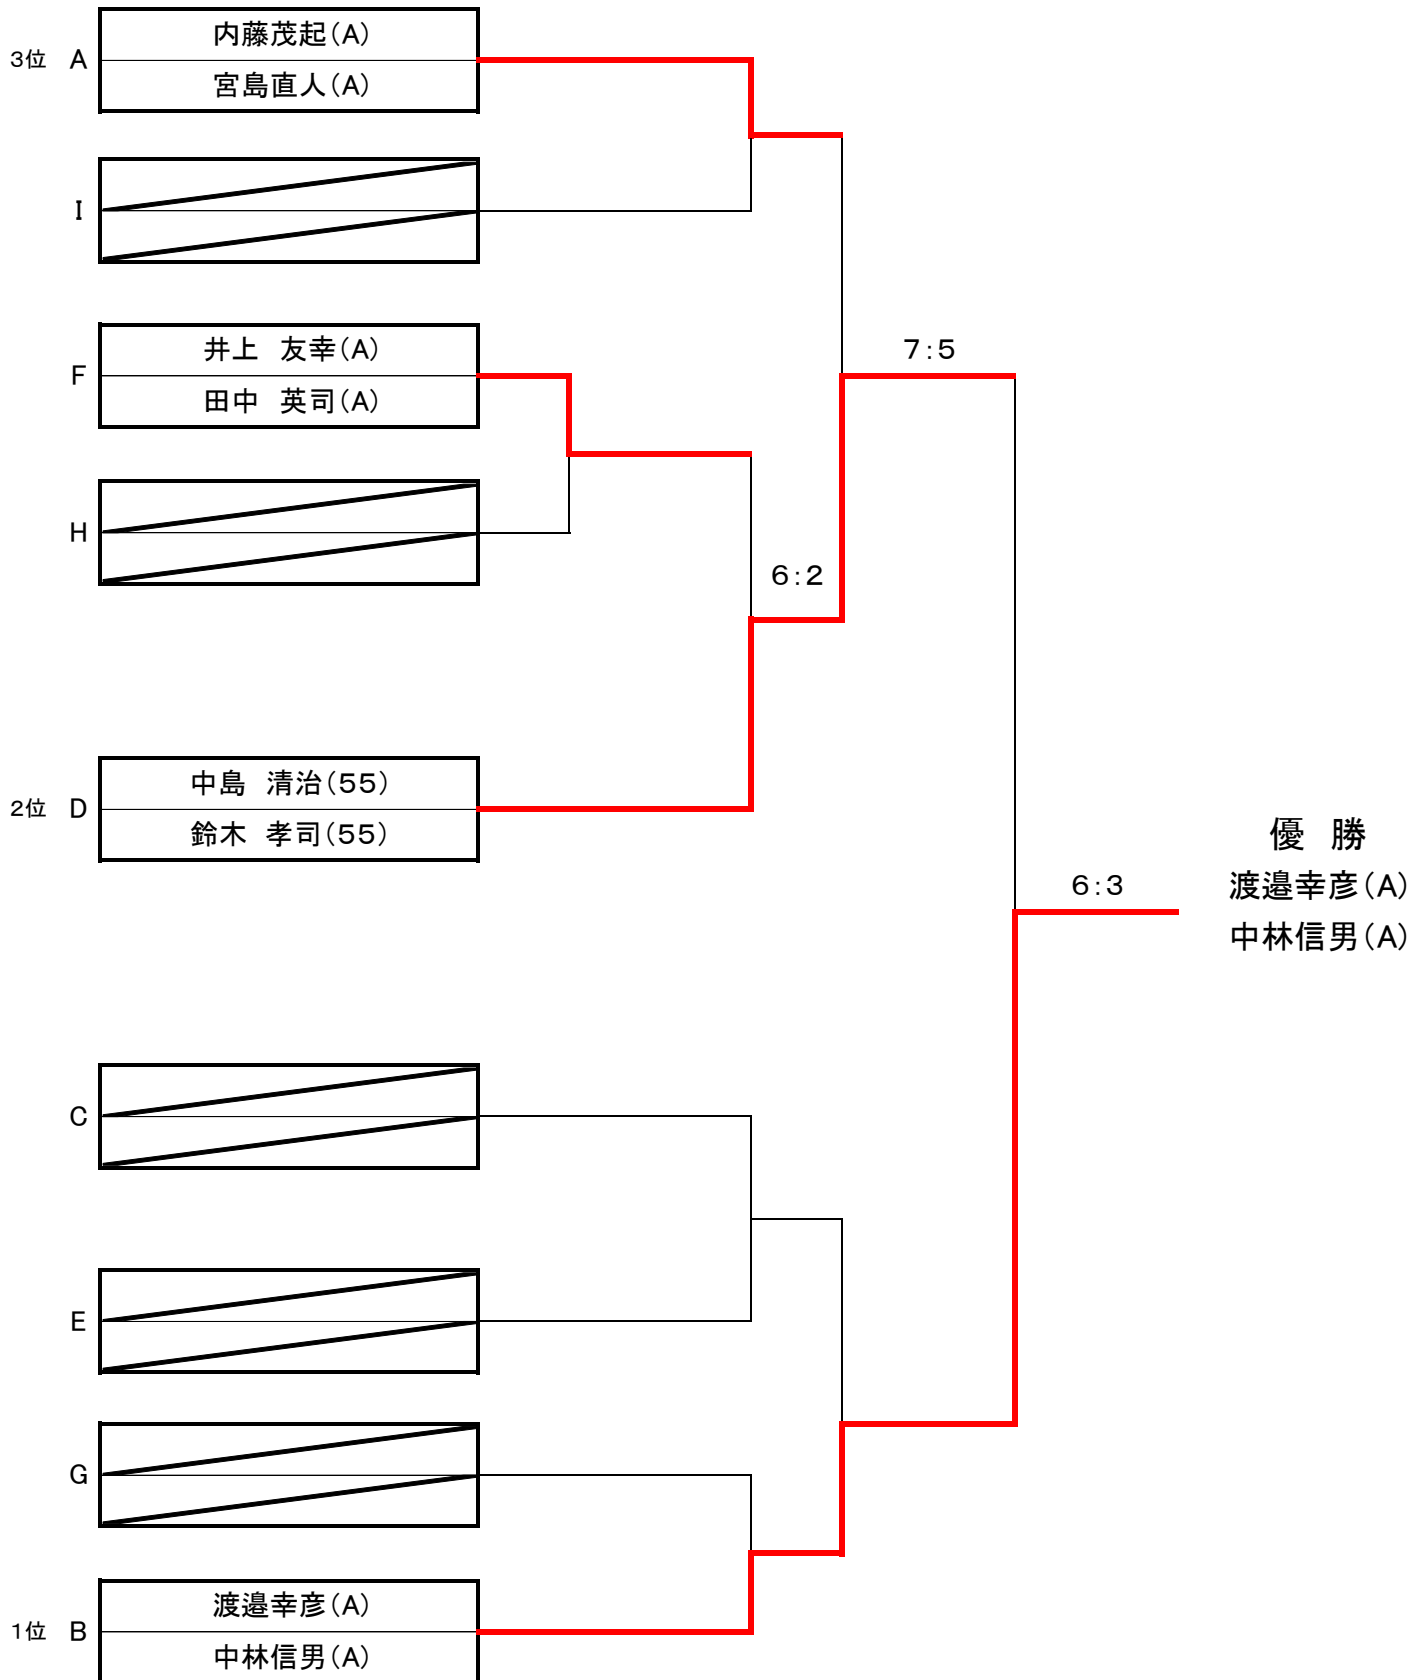 内藤茂起(A)
3位 A
宮島直人(A)
I
井上 友幸(A)
7:5
F
田中 英司(A)
H
6:2
中島 清治(55)
2位 D
鈴木 孝司(55)
優 勝
6:3
渡邉幸彦(A)
中林信男(A)
C
E
G
渡邉幸彦(A)
1位 B
中林信男(A)